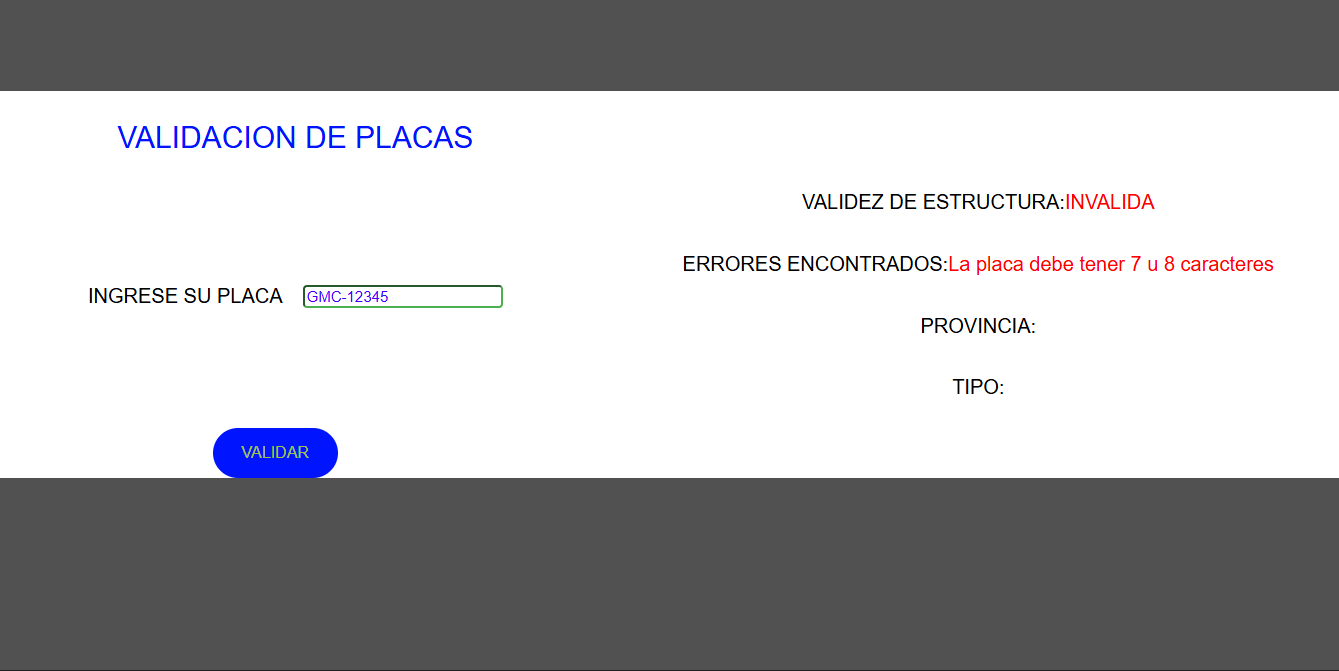 VALIDACION DE PLACAS
INGRESE SU PLACA GMC-12345
VALIDAR
VALIDEZ DE ESTRUCTURA:INVALIDA
ERRORES ENCONTRADOS:La placa debe tener 7 u 8 caracteres
PROVINCIA:
TIPO: